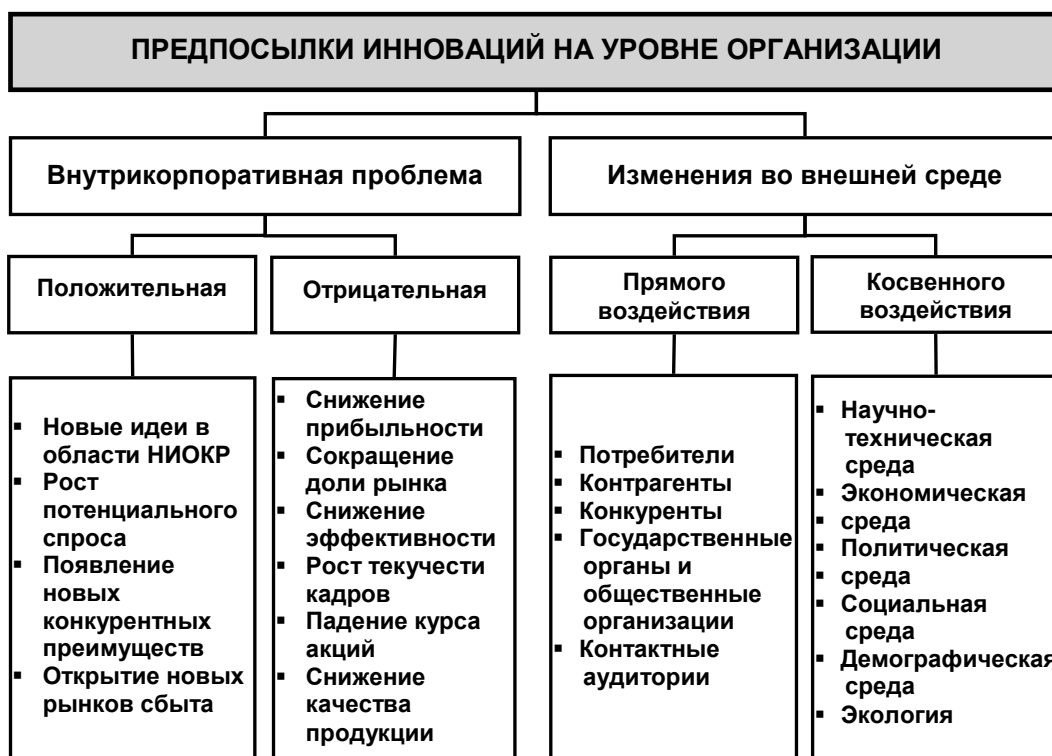 ПРЕДПОСЫЛКИ ИННОВАЦИЙ НА УРОВНЕ ОРГАНИЗАЦИИ
Внутрикорпоративная проблема
Изменения во внешней среде
Положительная
Отрицательная
Прямого
воздействия
Косвенного
воздействия
▪ Новые идеи в
области НИОКР
▪ Рост
потенциального
спроса
▪ Появление
новых
конкурентных
преимуществ
▪ Открытие новых
рынков сбыта
▪ Снижение
прибыльности
▪ Сокращение
доли рынка
▪ Снижение
эффективности
▪ Рост текучести
кадров
▪ Падение курса
акций
▪ Снижение
качества
продукции
▪ Потребители
▪ Контрагенты
▪ Конкуренты
▪ Государственные
органы и
общественные
организации
▪ Контактные
аудитории
▪ Научно-
техническая
среда
▪ Экономическая
▪ среда
▪ Политическая
▪ среда
▪ Социальная
среда
▪ Демографическая
среда
▪ Экология